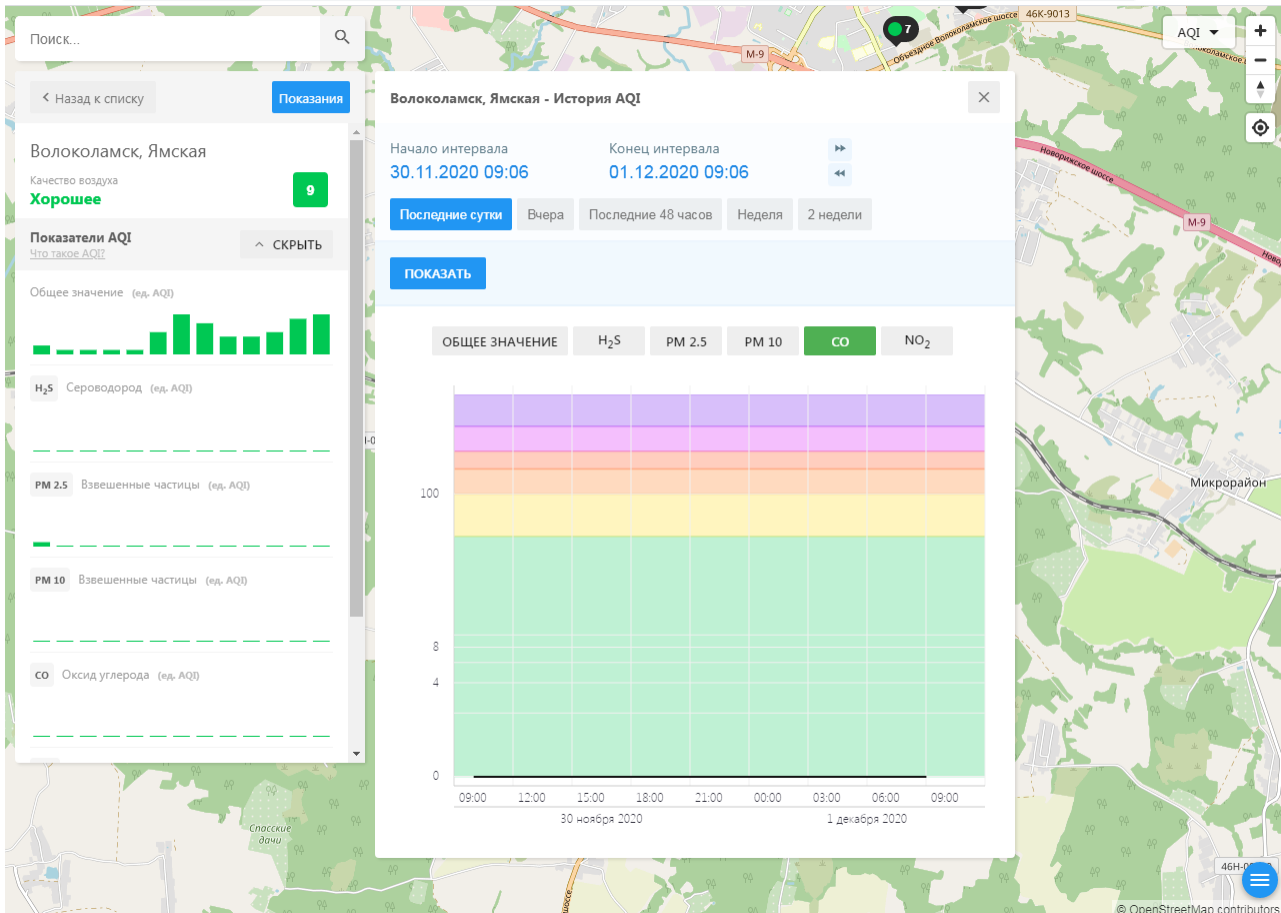 Поиск...
Назад к списку
Показания
Волоколамск, Ямская
Качество воздуха
Хорошее
9
Показатели AQI
Что такое AQI?
СКРЫТЬ
Общее значение (ед. AQI)
H2S Сероводород (ед. AQI)
PM 2.5 Взвешенные частицы (ед. AQI)
PM 10 Взвешенные частицы (ед. AQI)
CO Оксид углерода (ед. AQI)
Волоколамск, Ямская - История AQI
Начало интервала
30.11.2020 09:06
Конец интервала
01.12.2020 09:06
Последние сутки
Вчера
Последние 48 часов
Неделя
2 недели
ПОКАЗАТЬ
ОБЩЕЕ ЗНАЧЕНИЕ
H2S
PM 2.5
PM 10
CO
NO2
100
8
4
0
09:00 12:00 15:00 18:00 21:00 00:00 03:00 06:00 09:00
30 ноября 2020 1 декабря 2020
7
46К-9013
М-9
Объездное Волоколамское шоссе
AQI
Новорижское шоссе
М-9
Микрорайон
Спасские
дачи
шоссе
© OpenStreetMap contributors